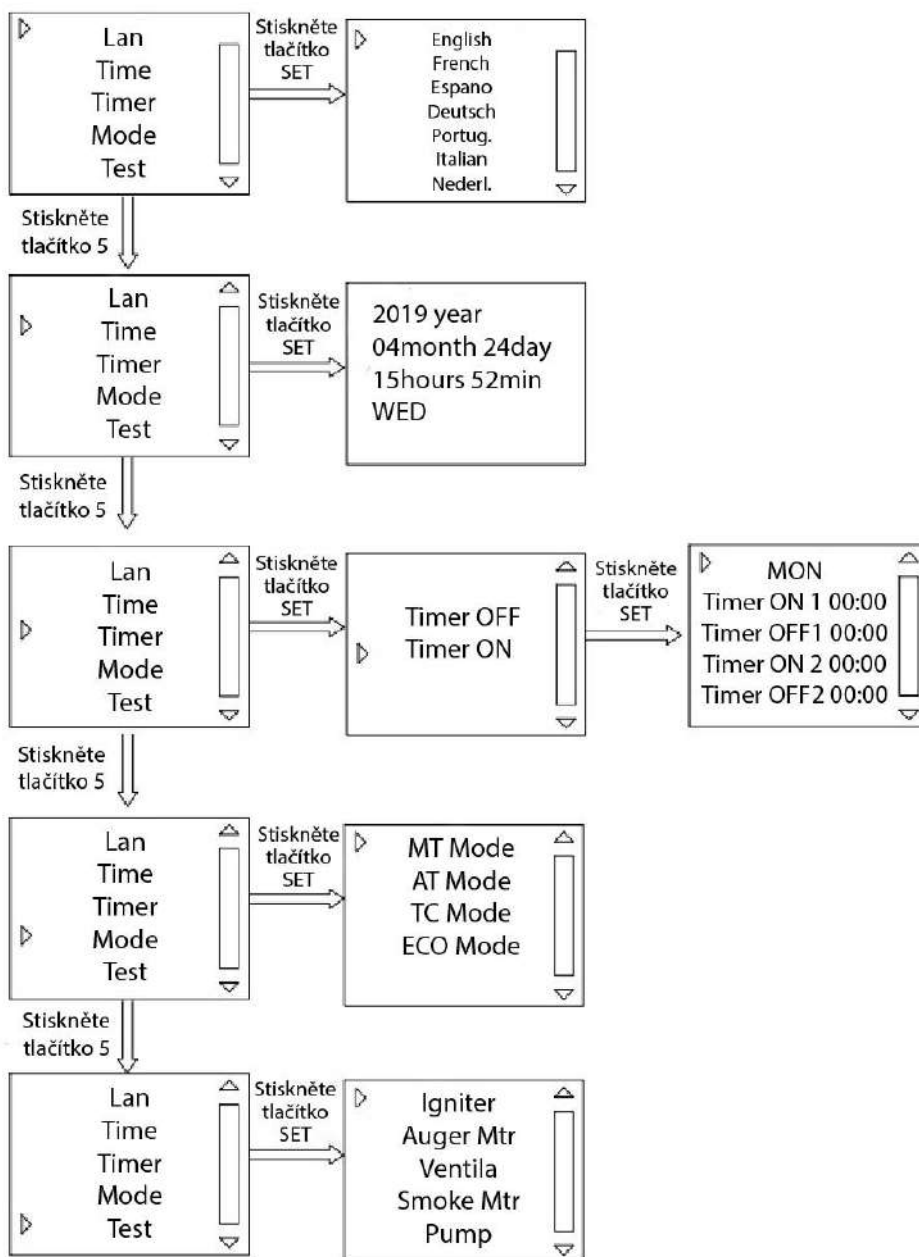 Lan
Time
Timer
Mode
Test
Stiskněte
tlačítko
SET
English
French
Espano
Deutsch
Portug.
Italian
Nederl.
Stiskněte
tlačítko 5
Lan
Time
Timer
Mode
Test
Stiskněte
tlačítko
SET
2019 year
04month 24day
15hours 52min
WED
Stiskněte
tlačítko 5
Lan
Time
Timer
Mode
Test
Stiskněte
tlačítko
SET
Timer OFF
Timer ON
Stiskněte
tlačítko
SET
MON
Timer ON 1 00:00
Timer OFF1 00:00
Timer ON 2 00:00
Timer OFF2 00:00
Stiskněte
tlačítko 5
Lan
Time
Timer
Mode
Test
Stiskněte
tlačítko
SET
MT Mode
AT Mode
TC Mode
ECO Mode
Stiskněte
tlačítko 5
Lan
Time
Timer
Mode
Test
Stiskněte
tlačítko
SET
Igniter
Auger Mtr
Ventila
Smoke Mtr
Pump